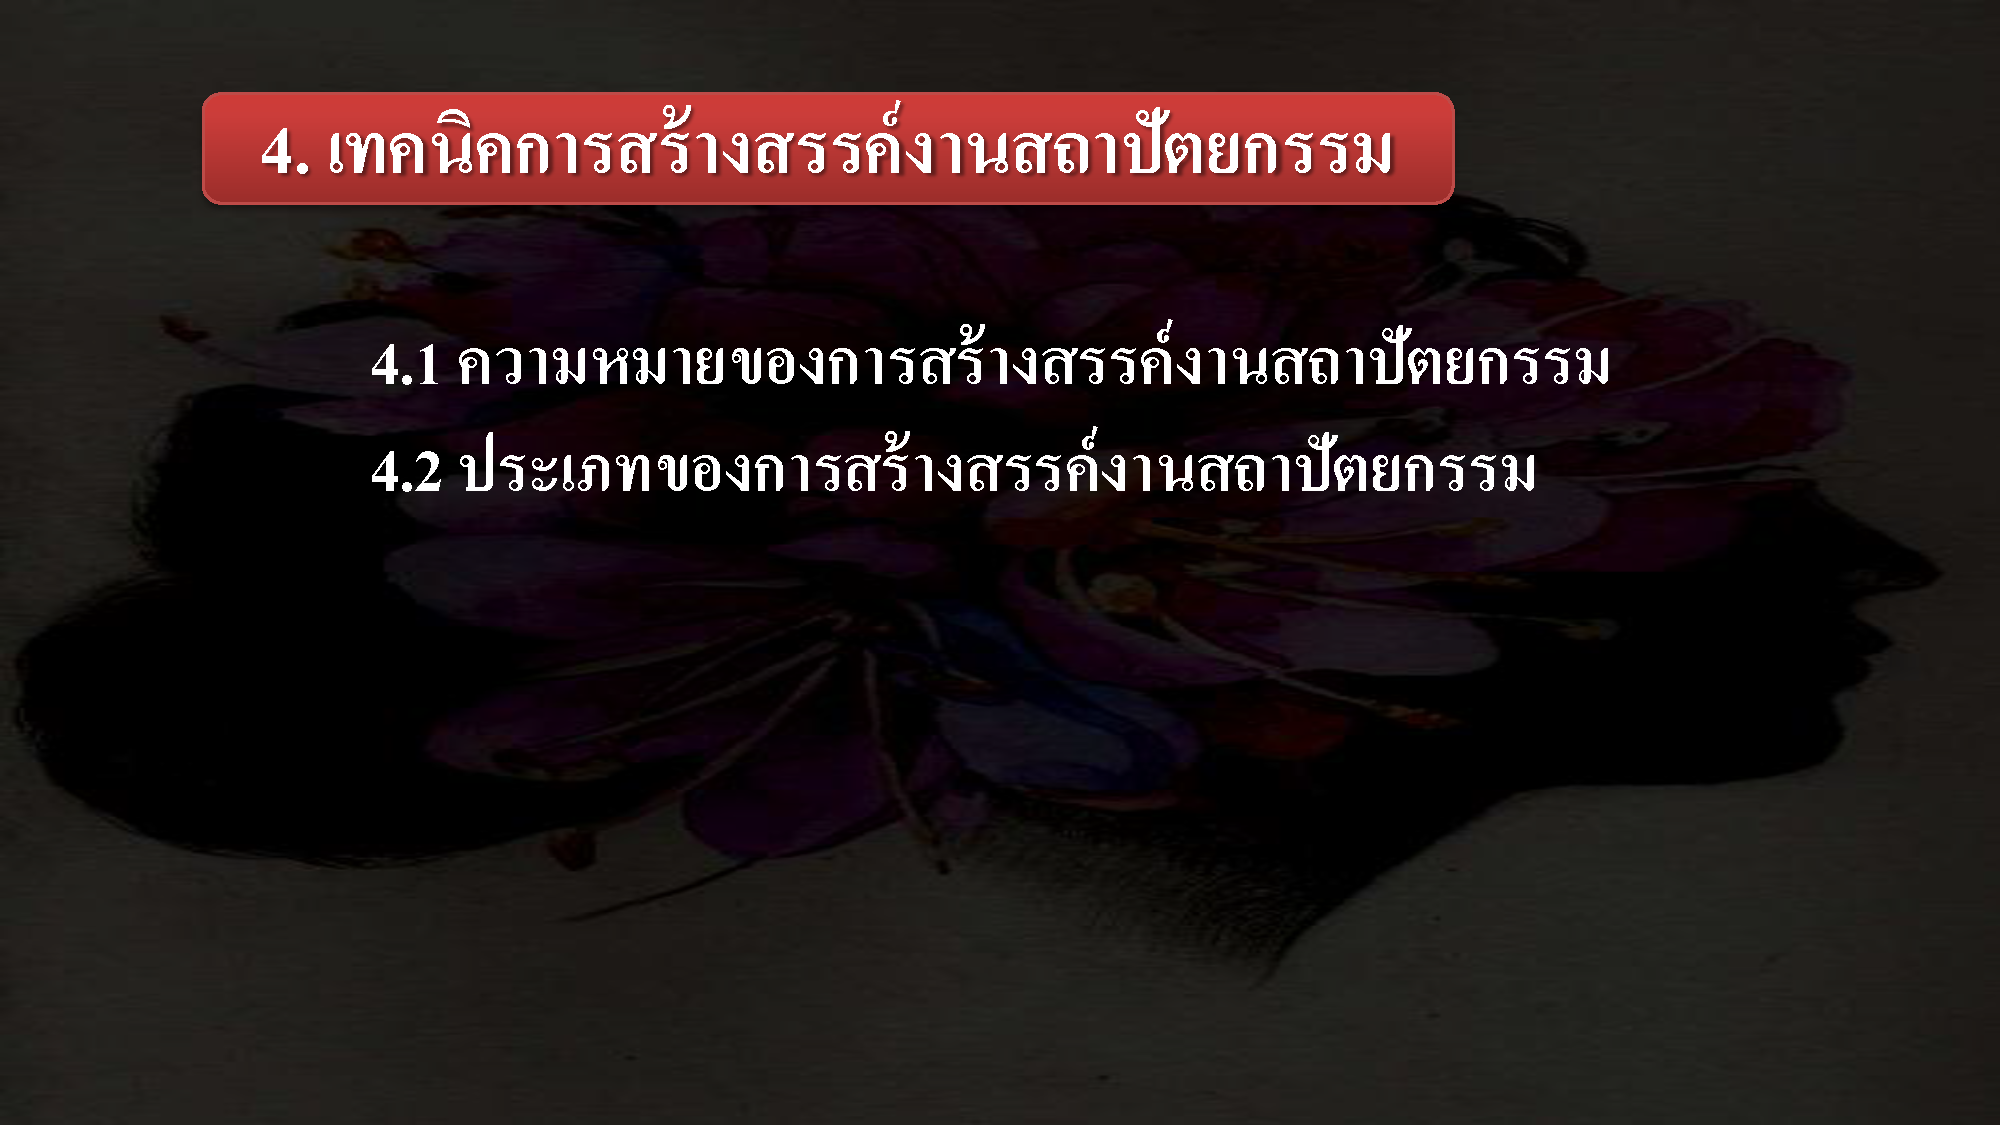 4. เทคนิคการสร้างสรรค์งานสถาปัตยกรรม
4.1 ความหมายของการสร้างสรรค์งานสถาปัตยกรรม
4.2 ประเภทของการสร้างสรรค์งานสถาปัตยกรรม